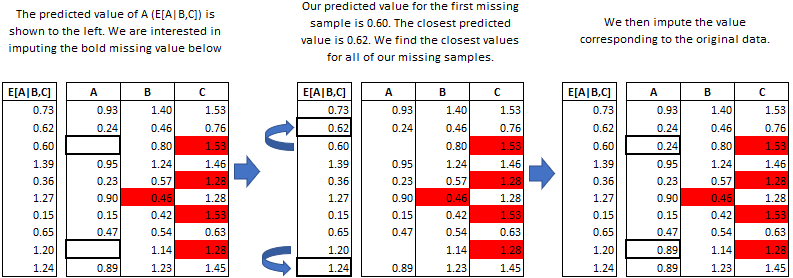 The predicted value of A (E[A|B,C]) is
shown to the left. We are interested in
imputing the bold missing value below
E[A|B,C] A B C
0.73 0.93 1.40 1.53
0.62 0.24 0.46 0.76
0.60 0.80 1.53
1.39 0.95 1.24 1.46
0.36 0.23 0.57 1.28
1.27 0.90 0.46 1.28
0.15 0.15 0.42 1.53
0.65 0.47 0.54 0.63
1.20 1.14 1.28
1.24 0.89 1.23 1.45
Our predicted value for the first missing
sample is 0.60. The closest predicted
value is 0.62. We find the closest values
for all of our missing samples.
E[A|B,C] A B C
0.73 0.93 1.40 1.53
0.62 0.24 0.46 0.76
0.60 0.80 1.53
1.39 0.95 1.24 1.46
0.36 0.23 0.57 1.28
1.27 0.90 0.46 1.28
0.15 0.15 0.42 1.53
0.65 0.47 0.54 0.63
1.20 1.14 1.28
1.24 0.89 1.23 1.45
We then impute the value
corresponding to the original data.
E[A|B,C] A B C
0.73 0.93 1.40 1.53
0.62 0.24 0.46 0.76
0.60 0.24 0.80 1.53
1.39 0.95 1.24 1.46
0.36 0.23 0.57 1.28
1.27 0.90 0.46 1.28
0.15 0.15 0.42 1.53
0.65 0.47 0.54 0.63
1.20 0.89 1.14 1.28
1.24 0.89 1.23 1.45